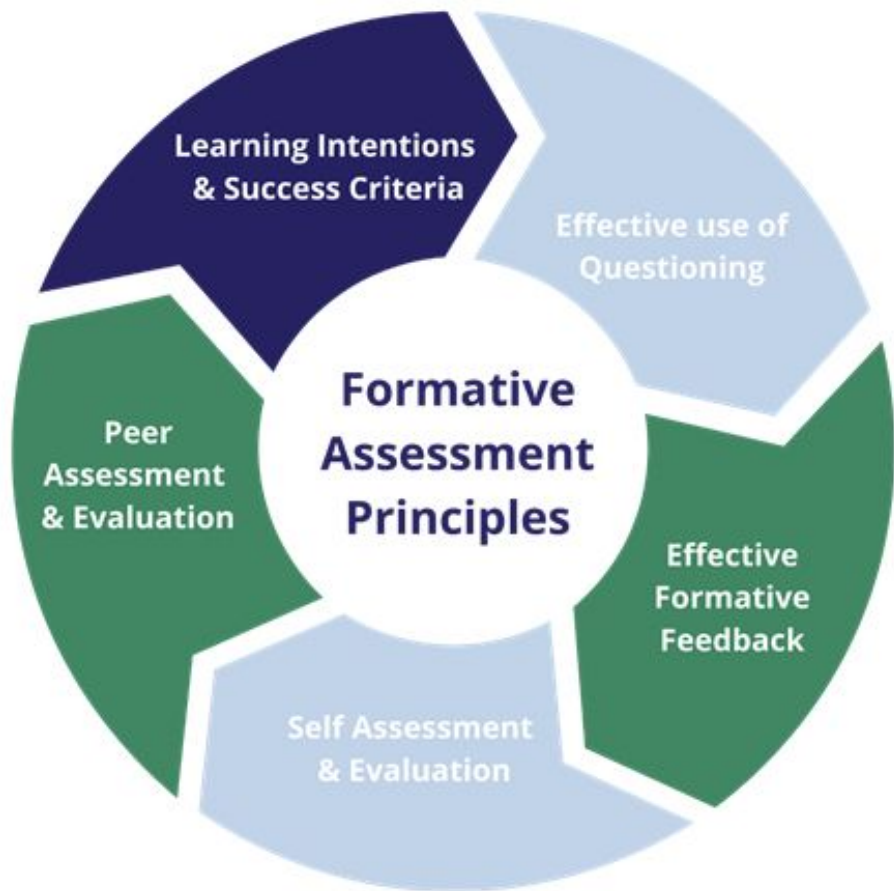 Learning Intentions
& Success Criteria
Effective use of
Questioning
Effective
Formative
Feedback
Self Assessment
& Evaluation
Peer
Assessment
& Evaluation
Formative
Assessment
Principles